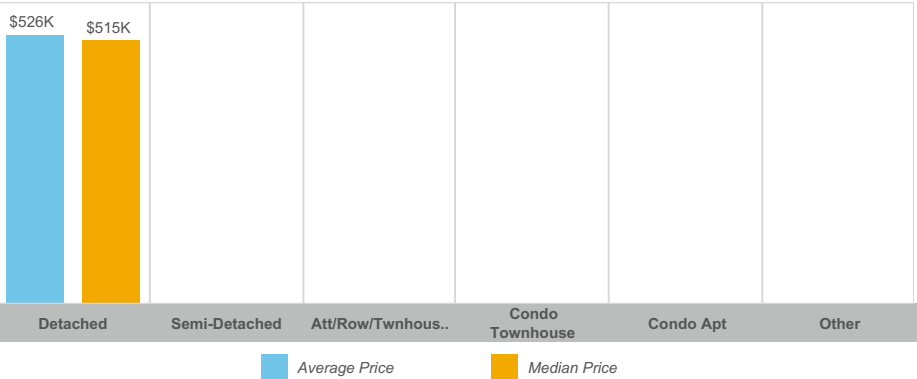 $526K
$515K
Detached
Semi-Detached
Att/Row/Twnhous..
Condo
Townhouse
Condo Apt
Other
Average Price
Median Price